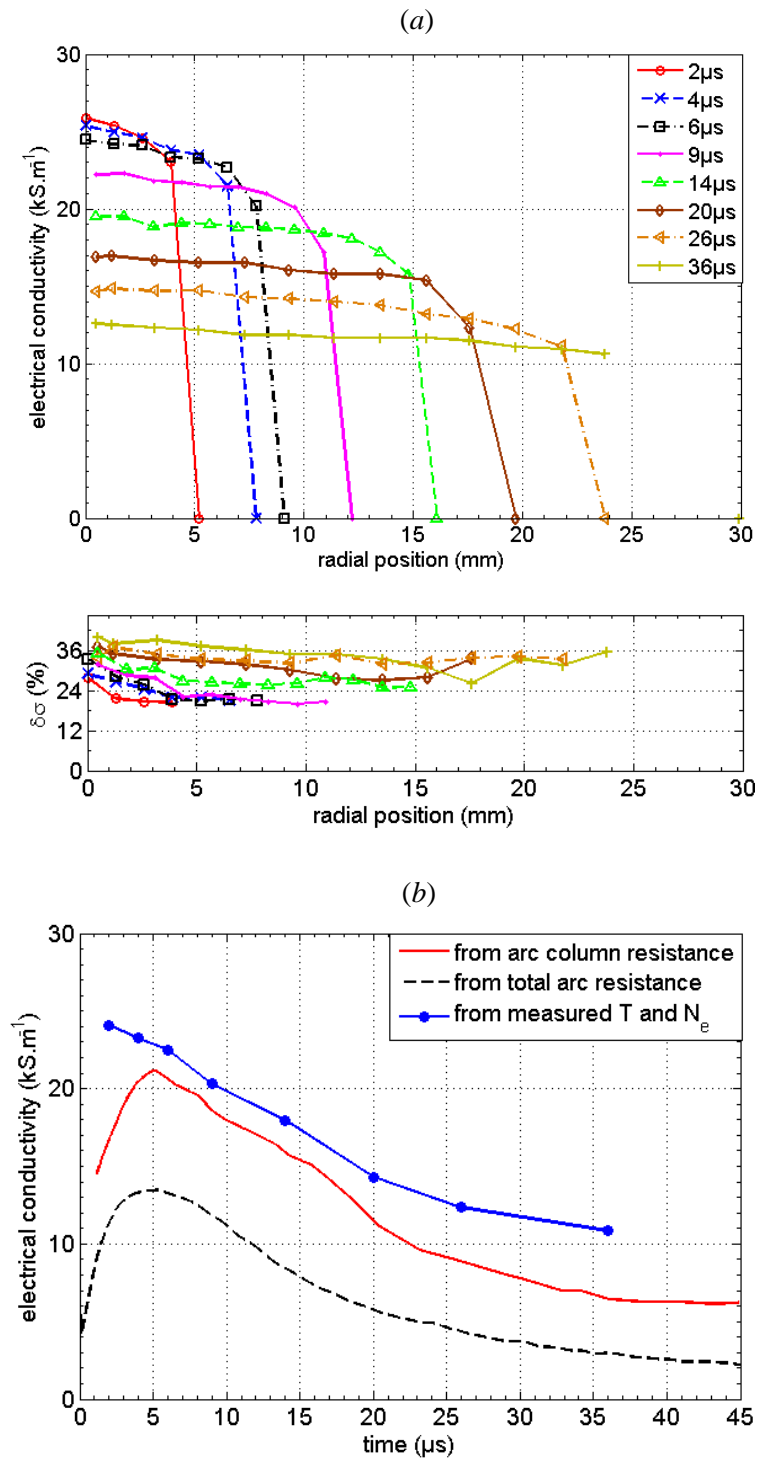 (a)
30
20
10
0
electrical conductivity (kS.m¹)
2µs
4µs
6µs
9µs
14µs
20µs
26µs
36µs
0 5 10 15 20 25 30
radial position (mm)
36
24
12
0
δσ (%)
0 5 10 15 20 25 30
radial position (mm)
(b)
30
20
10
0
electrical conductivity (kS.m¹)
from arc column resistance
from total arc resistance
from measured T and Nₑ
0 5 10 15 20 25 30 35 40 45
time (µs)